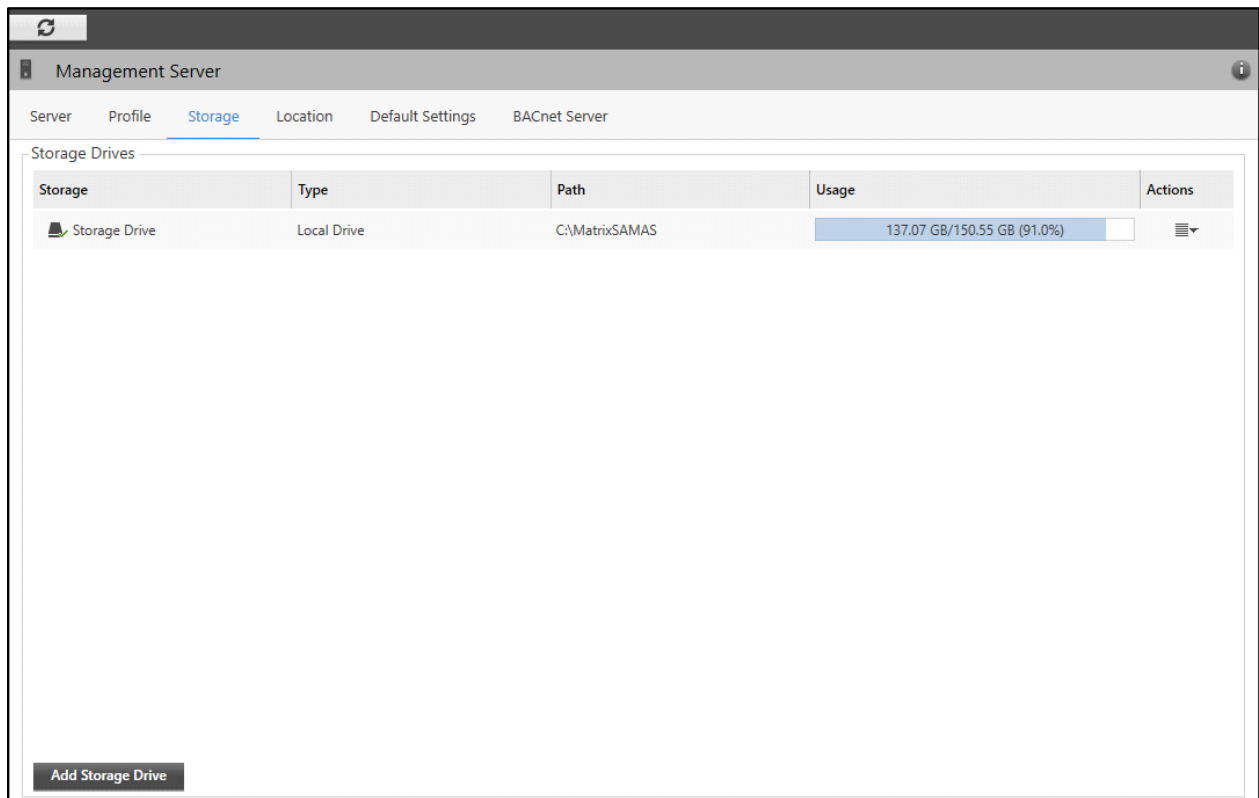 Management Server
Server Profile Storage Location Default Settings BACnet Server
Storage Drives
Storage Type Path Usage Actions
Storage Drive Local Drive C:\MatrixSAMAS 137.07 GB/150.55 GB (91.0%)
Add Storage Drive